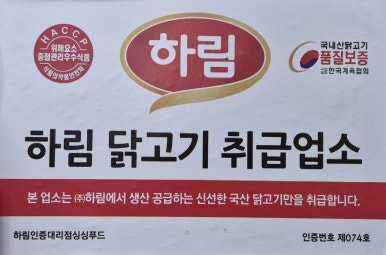 HACCP
위해요소
중점관리우수식품
식품의약품안전처
하림
국내산닭고기
품질보증
한국계육협회
하림 닭고기 취급업소
본 업소는 ㈜하림에서 생산 공급하는 신선한 국산 닭고기만을 취급합니다.
하림인증대리점싱싱푸드
인증번호 제074호